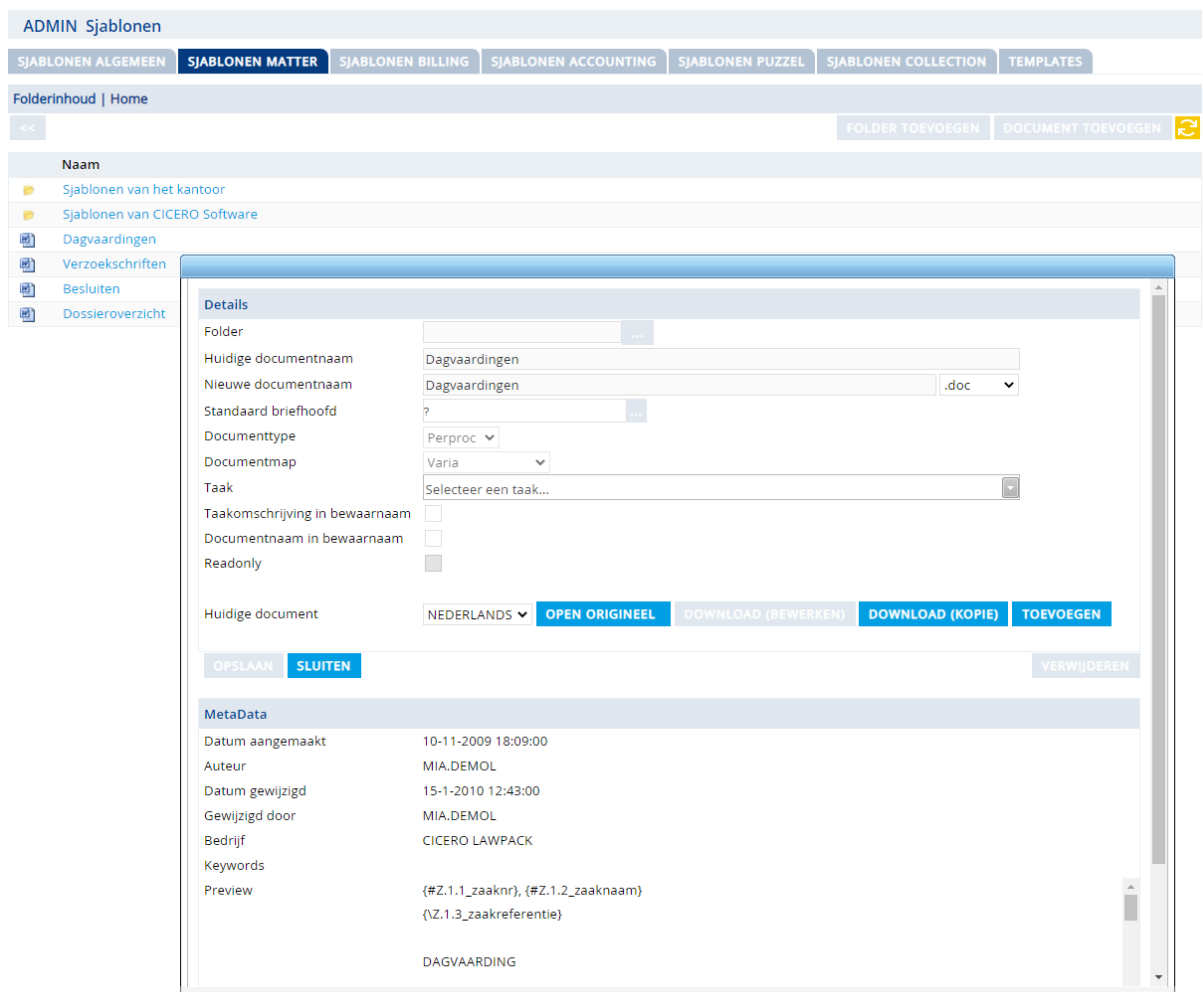 ADMIN Sjablonen
SJABLONEN ALGEMEEN SJABLONEN MATTER SJABLONEN BILLING SJABLONEN ACCOUNTING SJABLONEN PUZZEL SJABLONEN COLLECTION TEMPLATES
Folderinhoud | Home
<< FOLDER TOEVOEGEN DOCUMENT TOEVOEGEN
Naam
Sjablonen van het kantoor
Sjablonen van CICERO Software
Dagvaardingen
Verzoekschriften
Besluiten
Dossieroverzicht
Details
Folder ...
Huidige documentnaam Dagvaardingen
Nieuwe documentnaam Dagvaardingen .doc
Standaard briefhoofd ? ...
Documenttype Perproc
Documentmap Varia
Taak Selecteer een taak...
Taakomschrijving in bewaarnaam
Documentnaam in bewaarnaam
Readonly
Huidige document NEDERLANDS OPEN ORIGINEEL DOWNLOAD (BEWERKEN) DOWNLOAD (KOPIE) TOEVOEGEN
OPSLAAN SLUITEN VERWIJDEREN
MetaData
Datum aangemaakt 10-11-2009 18:09:00
Auteur MIA.DEMOL
Datum gewijzigd 15-1-2010 12:43:00
Gewijzigd door MIA.DEMOL
Bedrijf CICERO LAWPACK
Keywords
Preview {#Z.1.1_zaaknr}, {#Z.1.2_zaaknaam}
{\Z.1.3_zaakreferentie}
DAGVAARDING